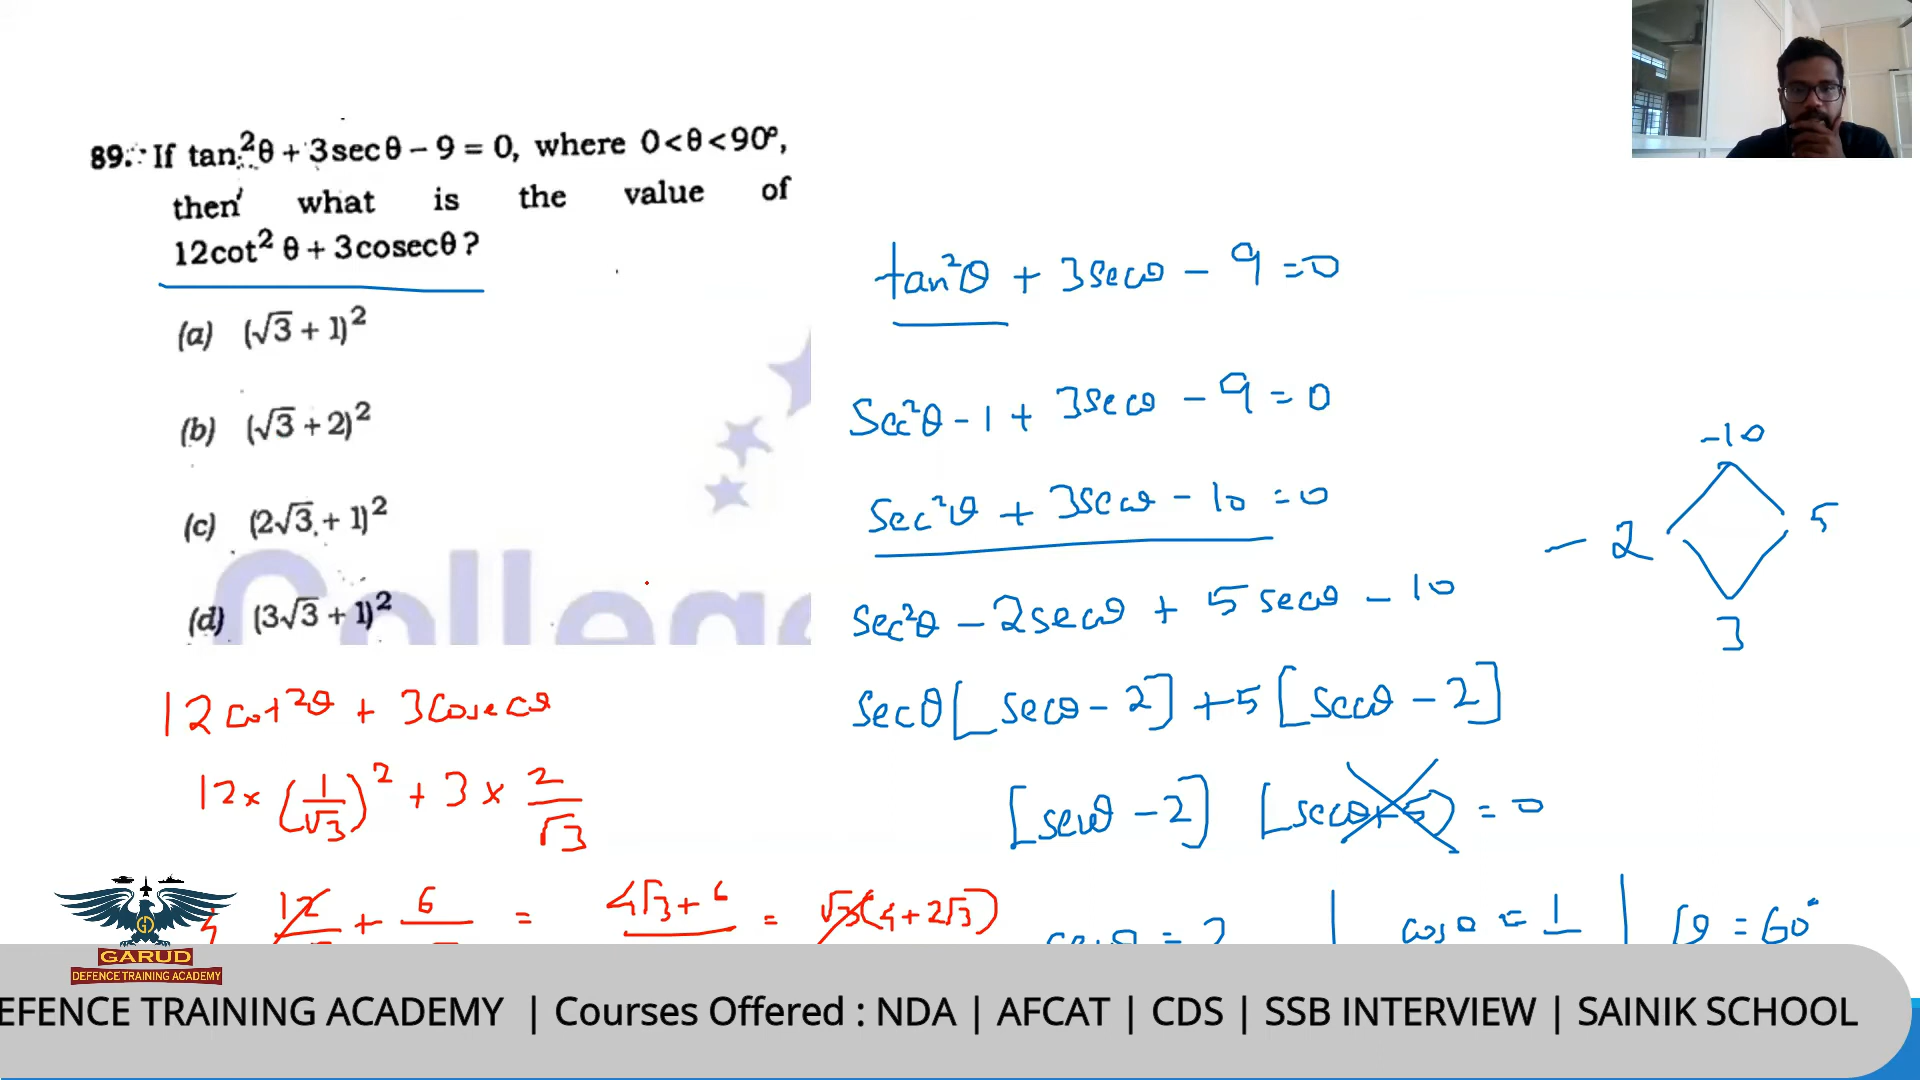 89. If tan²θ + 3secθ − 9 = 0, where 0<θ<90°,
then what is the value of
12cot² θ + 3cosecθ?
(a) (√3 + 1)²
(b) (√3 + 2)²
(c) (2√3 + 1)²
(d) (3√3 + 1)²
College
12cot²θ + 3cosecθ
12× (1/√3)² + 3 × 2/√3
12 + 6 = 4√3 + 6 = √3(4+2√3)
tan²θ + 3secθ − 9 = 0
sec²θ − 1 + 3secθ − 9 = 0
sec²θ + 3secθ − 10 = 0
sec²θ − 2secθ + 5secθ − 10
secθ[secθ − 2] + 5[secθ − 2]
[secθ − 2] [secθ+5] = 0
cosθ = 1
θ = 60°
−10
− 2 5
3
GARUD
DEFENCE TRAINING ACADEMY
EFENCE TRAINING ACADEMY | Courses Offered : NDA | AFCAT | CDS | SSB INTERVIEW | SAINIK SCHOOL